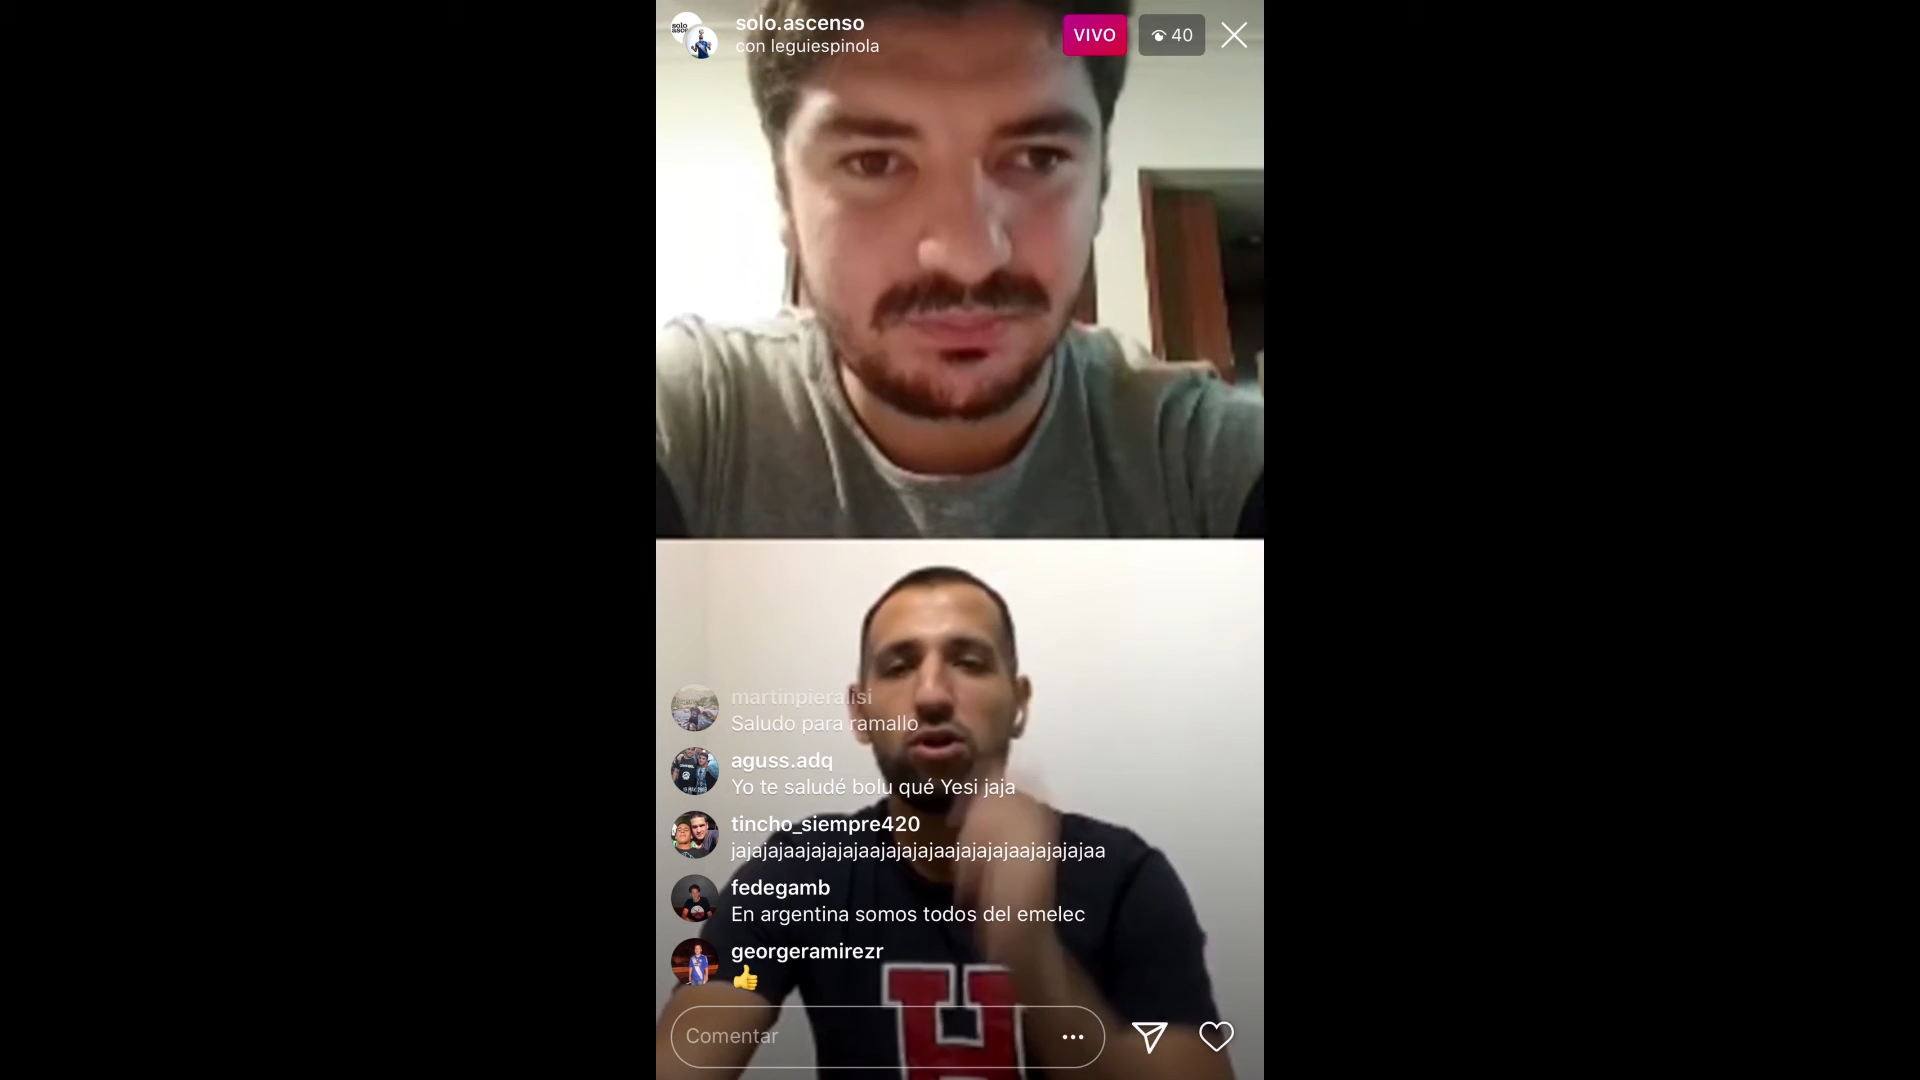 solo.ascenso
con leguiespinola
VIVO
40
martinpieralisi
Saludo para ramallo
aguss.adq
Yo te saludé bolu qué Yesi jaja
tincho_siempre420
jajajajaajajajajaajajajajaajajajajaajajajajaa
fedegamb
En argentina somos todos del emelec
georgeramirezr
👍
Comentar
H